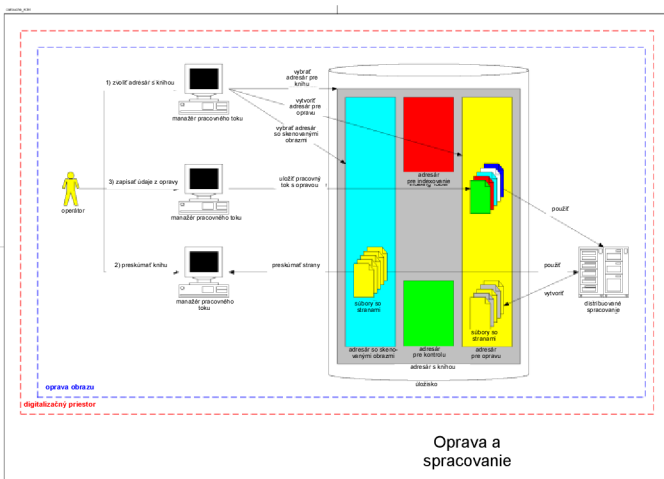 1) zvoliť adresár s knihou
manažér pracovného toku
vybrať
adresár pre
knihu
vytvoriť
adresár pre
opravu
vybrať adresár
so skenovanými
obrazmi
operátor
3) zapísať údaje z opravy
manažér pracovného toku
uložiť pracovný
tok s opravou
adresár
pre indexovanie
použiť
2) preskúmať knihu
manažér pracovného
toku
preskúmať strany
použiť
vytvoriť
distribuované
spracovanie
súbory so
stranami
súbory so
stranami
adresár so skeno-
vanými obrazmi
adresár
pre kontrolu
adresár
pre opravu
adresár s knihou
úložisko
oprava obrazu
digitalizačný priestor
Oprava a
spracovanie